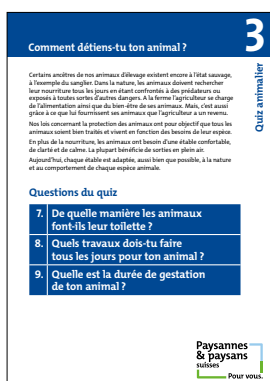 3
Comment détiens-tu ton animal ?
Quiz animalier
Certains ancêtres de nos animaux d'élevage existent encore à l'état sauvage,
à l'exemple du sanglier. Dans la nature, les animaux doivent rechercher
leur nourriture tous les jours en étant confrontés à des prédateurs ou
exposés à toutes sortes d'autres dangers. A la ferme l'agriculteur se charge
de l'alimentation ainsi que du bien-être de ses animaux. Mais, c'est aussi
grâce à ce que lui fournissent ses animaux que l'agriculteur a un revenu.
Nos lois concernant la protection des animaux ont pour objectif que tous les
animaux soient bien traités et vivent en fonction des besoins de leur espèce.
En plus de la nourriture, les animaux ont besoin d'une étable confortable,
de clarté et de calme. La plupart bénéficie de sorties en plein air.
Aujourd'hui, chaque étable est adaptée, aussi bien que possible, à la nature
et au comportement de chaque espèce animale.
Questions du quiz
7. De quelle manière les animaux
font-ils leur toilette ?
8. Quels travaux dois-tu faire
tous les jours pour ton animal ?
9. Quelle est la durée de gestation
de ton animal ?
Paysannes
& paysans
suisses
Pour vous.